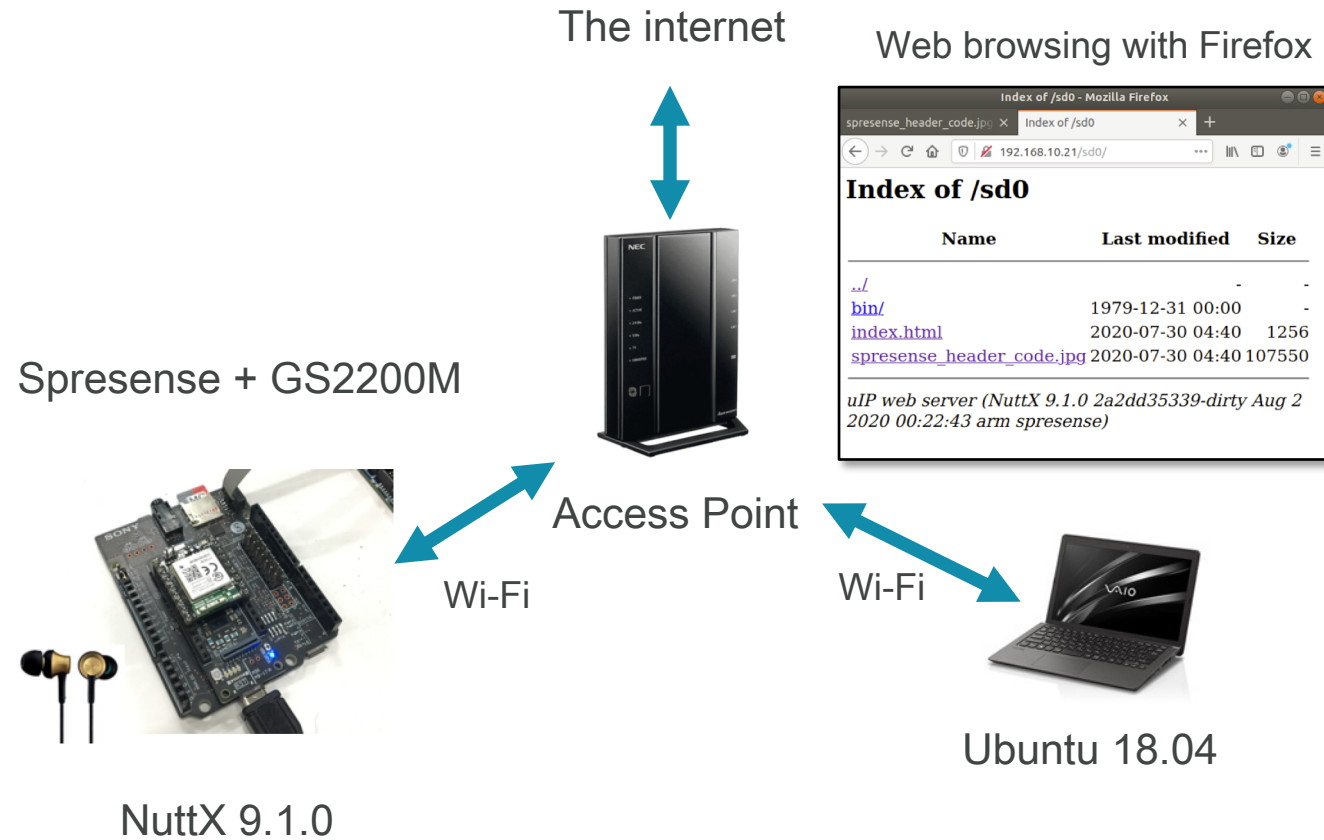 The internet
Web browsing with Firefox
Index of /sd0 - Mozilla Firefox
spresense_header_code.jpg
Index of /sd0
192.168.10.21/sd0/
Index of /sd0
Name Last modified Size
../ - -
bin/ 1979-12-31 00:00 -
index.html 2020-07-30 04:40 1256
spresense_header_code.jpg 2020-07-30 04:40 107550
uIP web server (NuttX 9.1.0 2a2dd35339-dirty Aug 2
2020 00:22:43 arm spresense)
NEC
Spresense + GS2200M
SONY
Access Point
Wi-Fi
Wi-Fi
VAIO
Ubuntu 18.04
NuttX 9.1.0